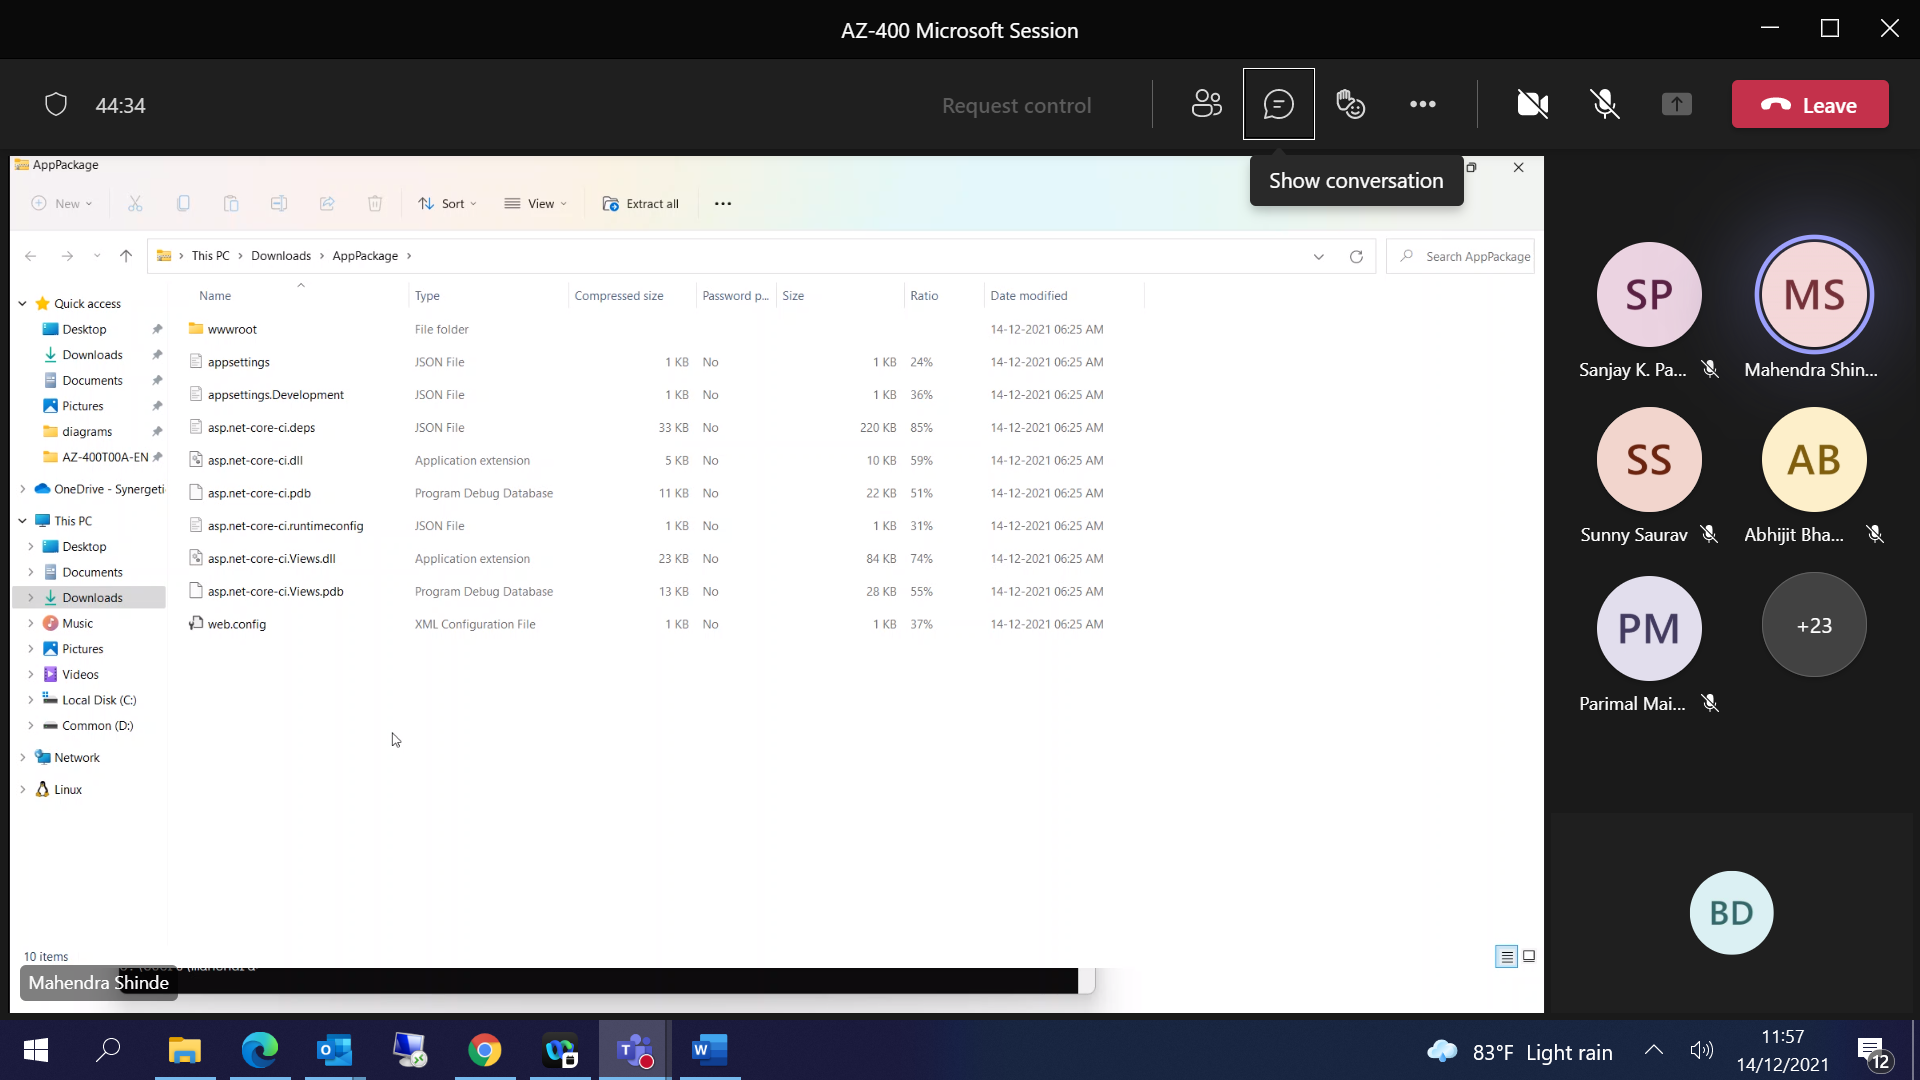 AZ-400 Microsoft Session
44:34
Request control
Leave
Show conversation
AppPackage
New
Sort
View
Extract all
This PC > Downloads > AppPackage >
Search AppPackage
Name Type Compressed size Password p... Size Ratio Date modified
wwwroot File folder 14-12-2021 06:25 AM
appsettings JSON File 1 KB No 1 KB 24% 14-12-2021 06:25 AM
appsettings.Development JSON File 1 KB No 1 KB 36% 14-12-2021 06:25 AM
asp.net-core-ci.deps JSON File 33 KB No 220 KB 85% 14-12-2021 06:25 AM
asp.net-core-ci.dll Application extension 5 KB No 10 KB 59% 14-12-2021 06:25 AM
asp.net-core-ci.pdb Program Debug Database 11 KB No 22 KB 51% 14-12-2021 06:25 AM
asp.net-core-ci.runtimeconfig JSON File 1 KB No 1 KB 31% 14-12-2021 06:25 AM
asp.net-core-ci.Views.dll Application extension 23 KB No 84 KB 74% 14-12-2021 06:25 AM
asp.net-core-ci.Views.pdb Program Debug Database 13 KB No 28 KB 55% 14-12-2021 06:25 AM
web.config XML Configuration File 1 KB No 1 KB 37% 14-12-2021 06:25 AM
Quick access
Desktop
Downloads
Documents
Pictures
diagrams
AZ-400T00A-EN
OneDrive - Synergeti
This PC
Desktop
Documents
Downloads
Music
Pictures
Videos
Local Disk (C:)
Common (D:)
Network
Linux
10 items
Mahendra Shinde
SP
Sanjay K. Pa...
MS
Mahendra Shin...
SS
Sunny Saurav
AB
Abhijit Bha...
PM
Parimal Mai...
+23
BD
83°F Light rain
11:57
14/12/2021
12